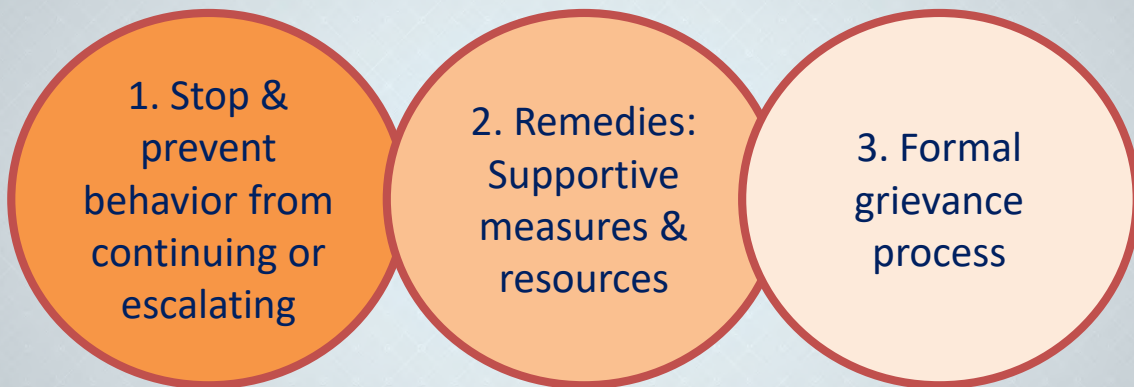 1. Stop &
prevent
behavior from
continuing or
escalating
2. Remedies:
Supportive
measures &
resources
3. Formal
grievance
process